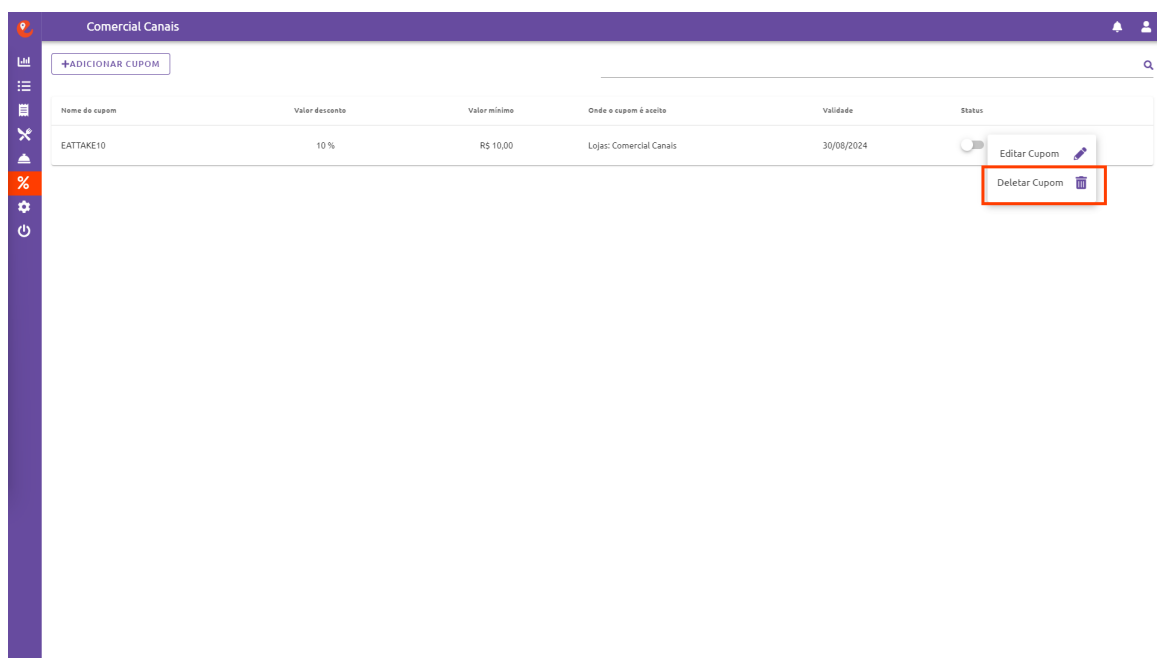 Comercial Canais
+ADICIONAR CUPOM
Nome do cupom Valor desconto Valor mínimo Onde o cupom é aceito Validade Status
EATTAKE10 10 % R$ 10,00 Lojas: Comercial Canais 30/08/2024
Editar Cupom
Deletar Cupom